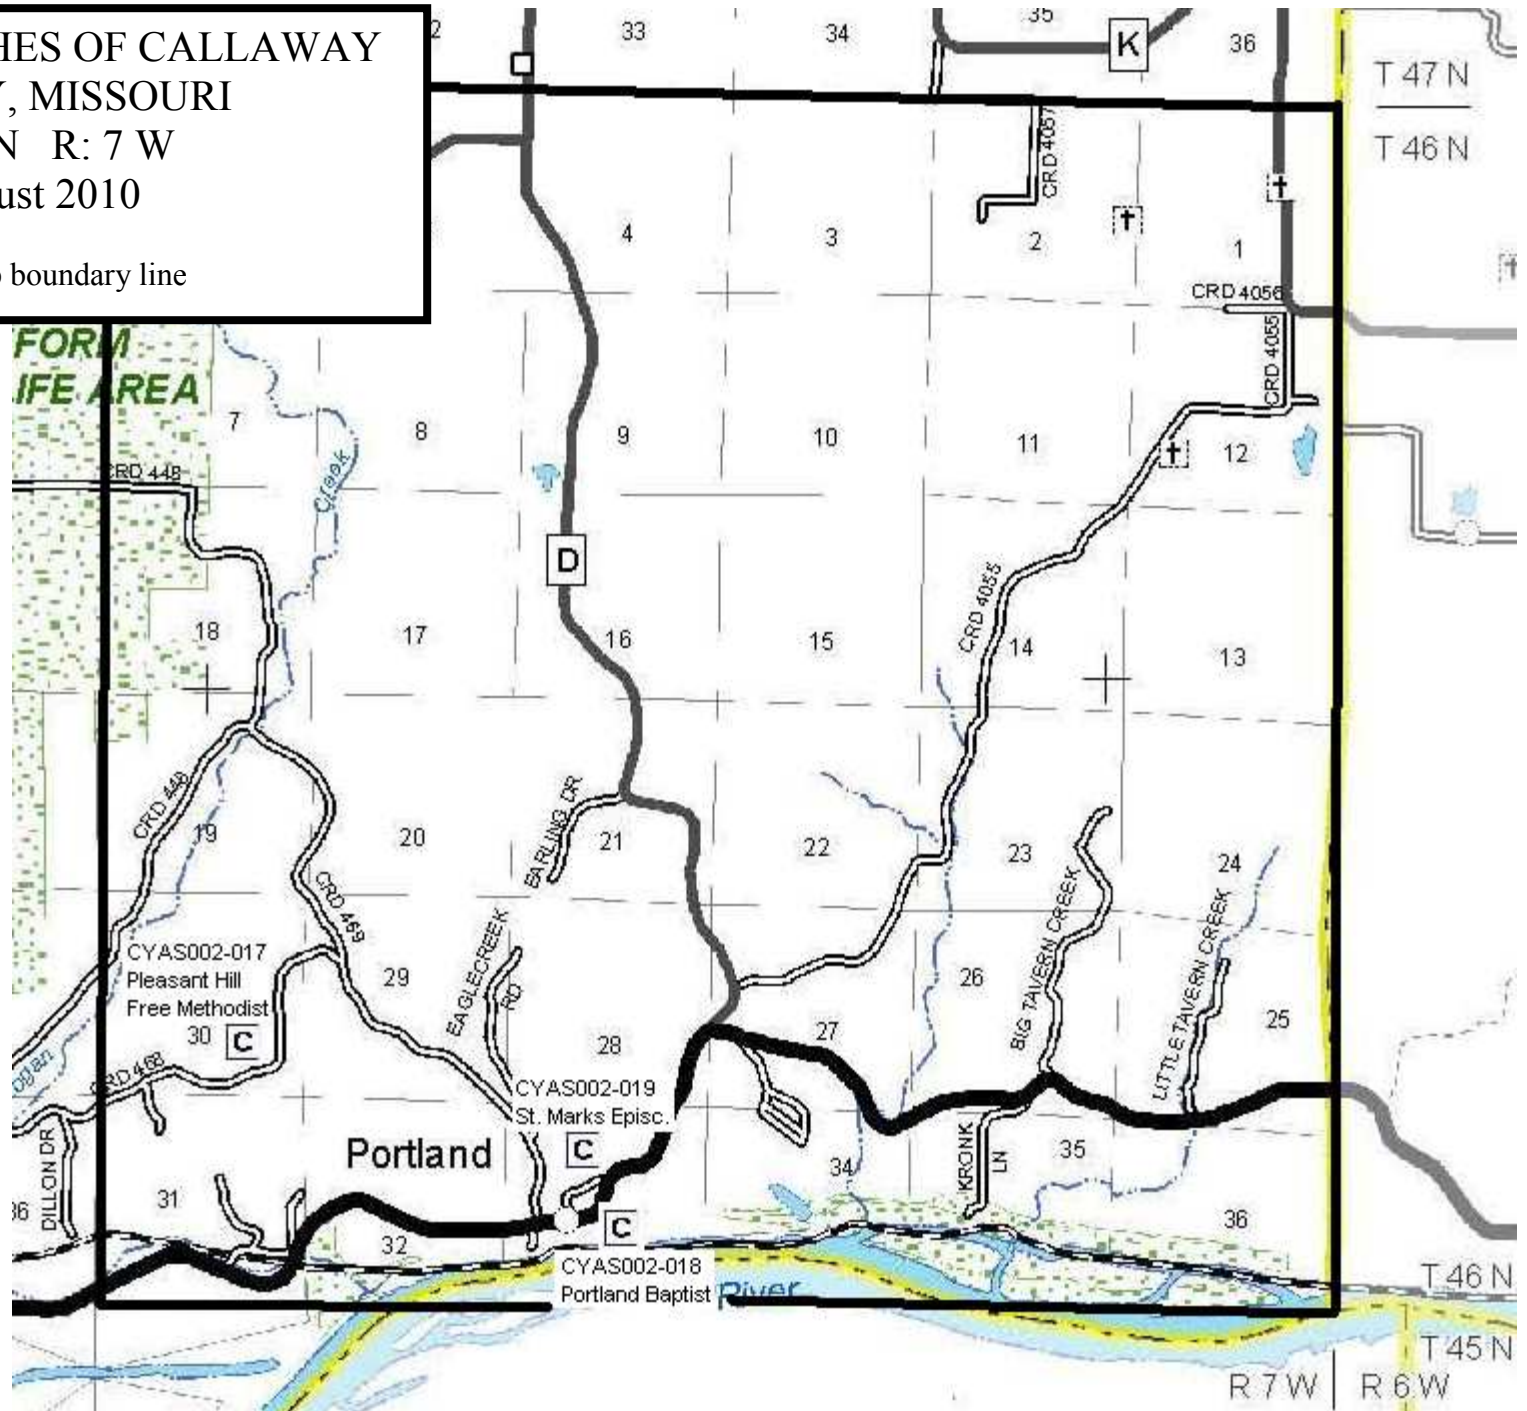 HES OF CALLAWAY
Y, MISSOURI
N R: 7 W
ust 2010
boundary line
2
33
34
35
36
K
T 47 N
T 46 N
CRD 4057
4
3
2
1
CRD 4056
CRD 4055
FORM
IFE AREA
7
8
9
10
11
12
CRD 448
Creek
D
CRD 4055
18
17
16
15
14
13
CRD 448
19
20
EARLING DR
21
22
23
24
CRD 469
CYAS002-017
Pleasant Hill
Free Methodist
30
C
29
EAGLECREEK
RD
28
27
26
BIG TAVERN CREEK
LITTLE TAVERN CREEK
25
ogan
CRD 468
CYAS002-019
St. Marks Episc.
C
DILLON DR
Portland
34
KRONK
LN
35
36
31
32
C
36
CYAS002-018
Portland Baptist
River
T 46 N
T 45 N
R 7 W
R 6 W